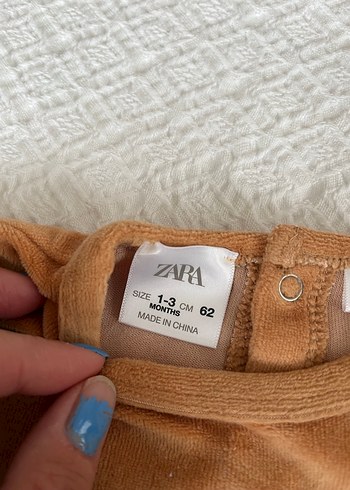 ZARA
SIZE 1-3 MONTHS CM 62
MADE IN CHINA